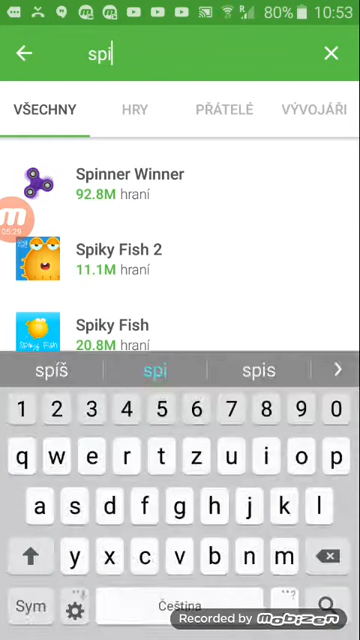 80% 10:53
spi
VŠECHNY HRY PŘÁTELÉ VÝVOJÁŘI
Spinner Winner
92.8M hraní
Spiky Fish 2
11.1M hraní
05:29
Spiky Fish
20.8M hraní
spíš spi spis
1 2 3 4 5 6 7 8 9 0
q w e r t z u i o p
a s d f g h j k l
y x c v b n m
Sym Čeština
Recorded by Mobizen